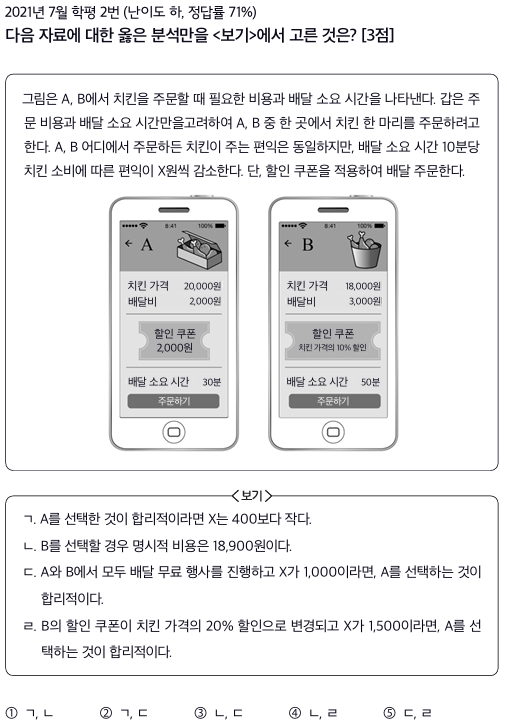 2021년 7월 학평 2번 (난이도 하, 정답률 71%)
다음 자료에 대한 옳은 분석만을 <보기>에서 고른 것은? [3점]
그림은 A, B에서 치킨을 주문할 때 필요한 비용과 배달 소요 시간을 나타낸다. 갑은 주
문 비용과 배달 소요 시간만을고려하여 A, B 중 한 곳에서 치킨 한 마리를 주문하려고
한다. A, B 어디에서 주문하든 치킨이 주는 편익은 동일하지만, 배달 소요 시간 10분당
치킨 소비에 따른 편익이 X원씩 감소한다. 단, 할인 쿠폰을 적용하여 배달 주문한다.
8:41 100%
← A
치킨 가격 20,000원
배달비 2,000원
할인 쿠폰
2,000원
배달 소요 시간 30분
주문하기
8:41 100%
← B
치킨 가격 18,000원
배달비 3,000원
할인 쿠폰
치킨 가격의 10% 할인
배달 소요 시간 50분
주문하기
<보기>
ㄱ. A를 선택한 것이 합리적이라면 X는 400보다 작다.
ㄴ. B를 선택할 경우 명시적 비용은 18,900원이다.
ㄷ. A와 B에서 모두 배달 무료 행사를 진행하고 X가 1,000이라면, A를 선택하는 것이
합리적이다.
ㄹ. B의 할인 쿠폰이 치킨 가격의 20% 할인으로 변경되고 X가 1,500이라면, A를 선
택하는 것이 합리적이다.
① ㄱ, ㄴ ② ㄱ, ㄷ ③ ㄴ, ㄷ ④ ㄴ, ㄹ ⑤ ㄷ, ㄹ